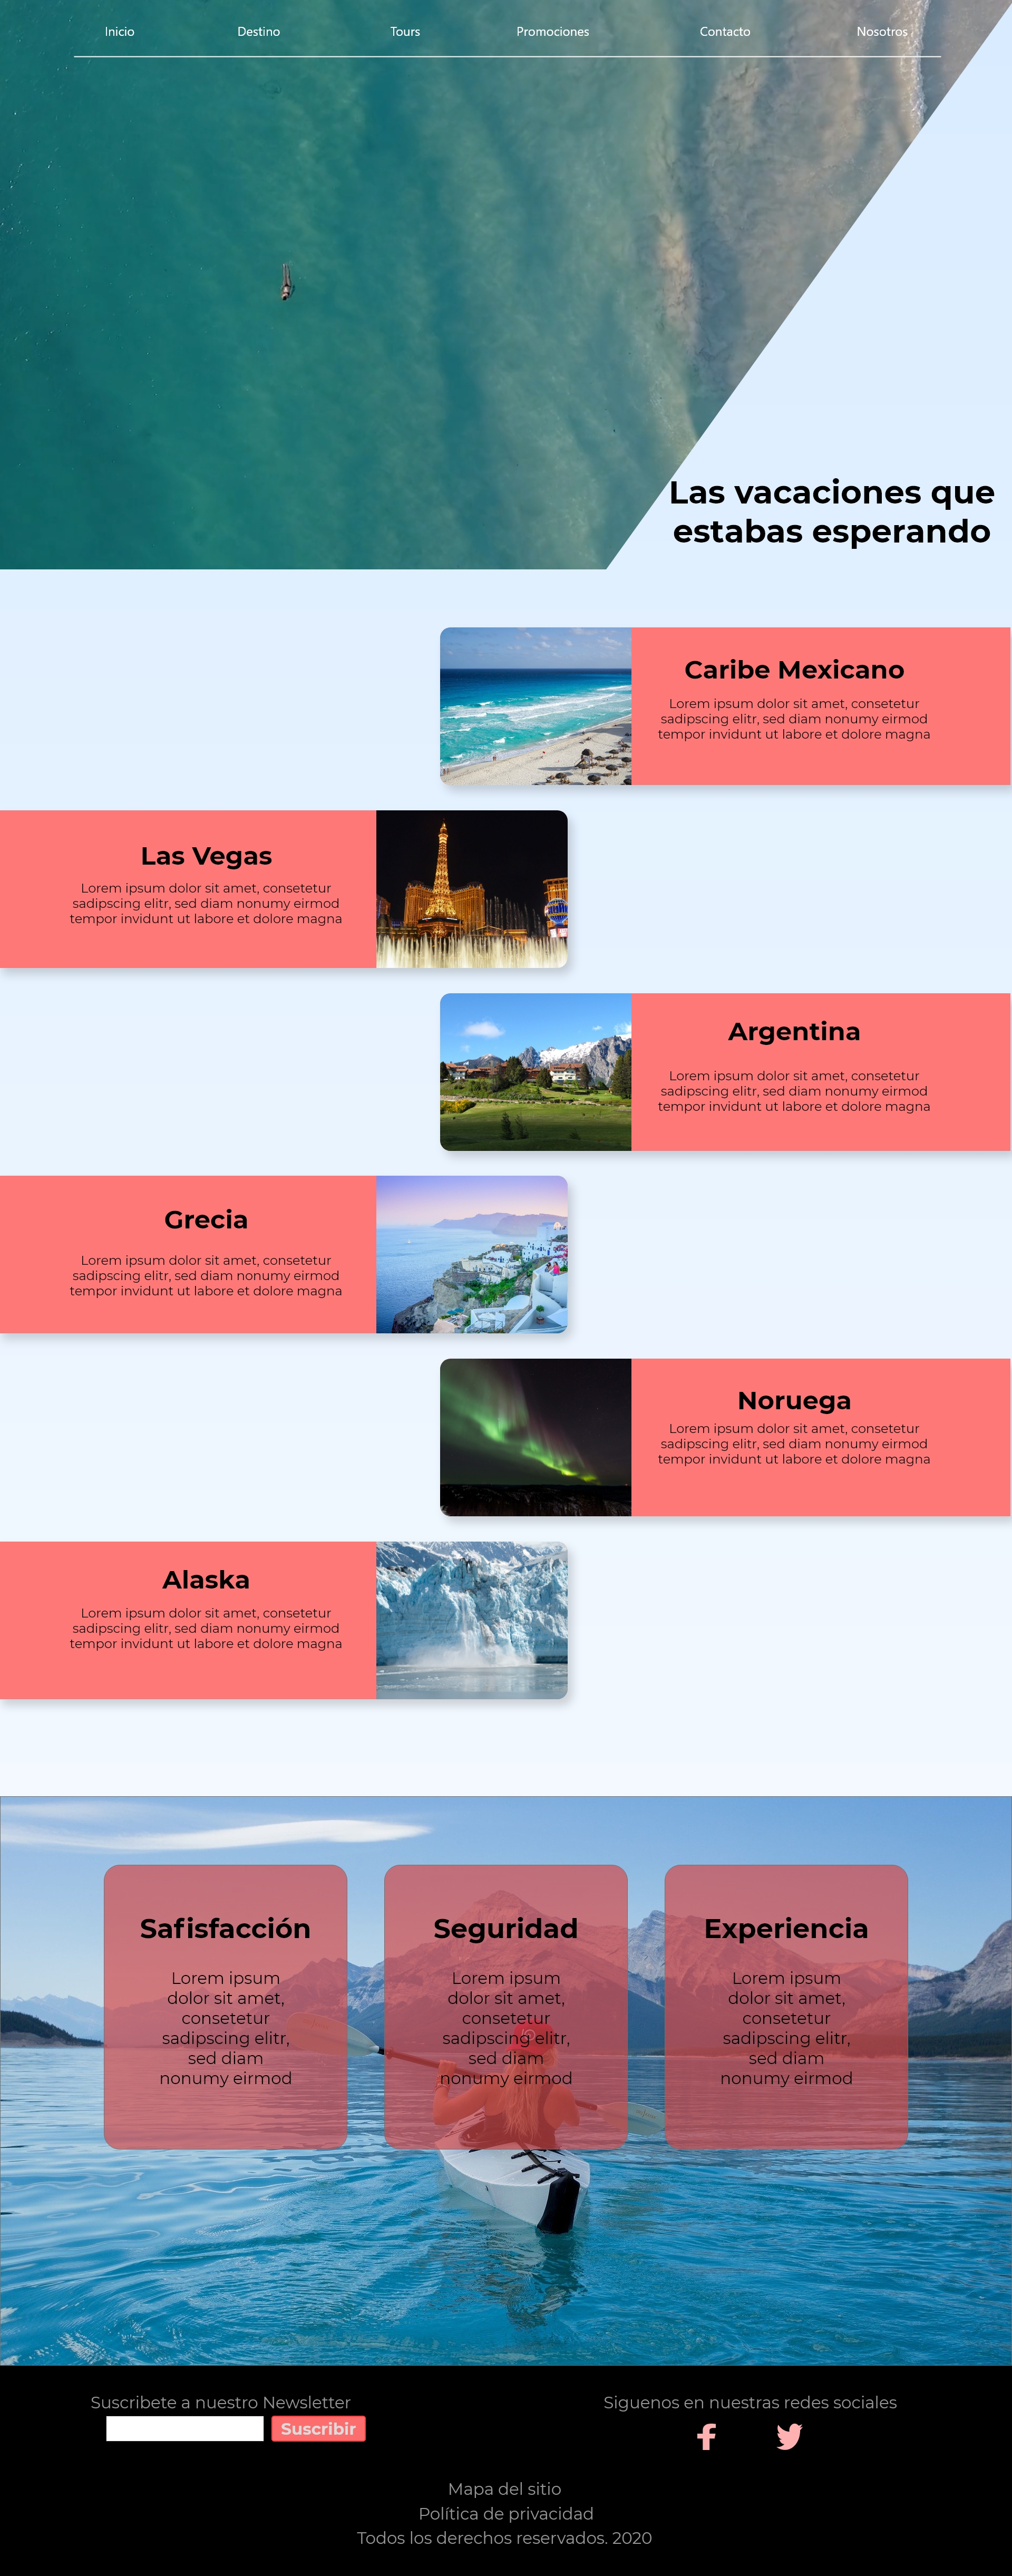 Inicio
Destino
Tours
Promociones
Contacto
Nosotros
Las vacaciones que
estabas esperando
Caribe Mexicano
Lorem ipsum dolor sit amet, consetetur
sadipscing elitr, sed diam nonumy eirmod
tempor invidunt ut labore et dolore magna
Las Vegas
Lorem ipsum dolor sit amet, consetetur
sadipscing elitr, sed diam nonumy eirmod
tempor invidunt ut labore et dolore magna
Argentina
Lorem ipsum dolor sit amet, consetetur
sadipscing elitr, sed diam nonumy eirmod
tempor invidunt ut labore et dolore magna
Grecia
Lorem ipsum dolor sit amet, consetetur
sadipscing elitr, sed diam nonumy eirmod
tempor invidunt ut labore et dolore magna
Noruega
Lorem ipsum dolor sit amet, consetetur
sadipscing elitr, sed diam nonumy eirmod
tempor invidunt ut labore et dolore magna
Alaska
Lorem ipsum dolor sit amet, consetetur
sadipscing elitr, sed diam nonumy eirmod
tempor invidunt ut labore et dolore magna
Safisfacción
Lorem ipsum
dolor sit amet,
consetetur
sadipscing elitr,
sed diam
nonumy eirmod
Seguridad
Lorem ipsum
dolor sit amet,
consetetur
sadipscing elitr,
sed diam
nonumy eirmod
Experiencia
Lorem ipsum
dolor sit amet,
consetetur
sadipscing elitr,
sed diam
nonumy eirmod
Suscribete a nuestro Newsletter
Suscribir
Siguenos en nuestras redes sociales
Mapa del sitio
Política de privacidad
Todos los derechos reservados. 2020